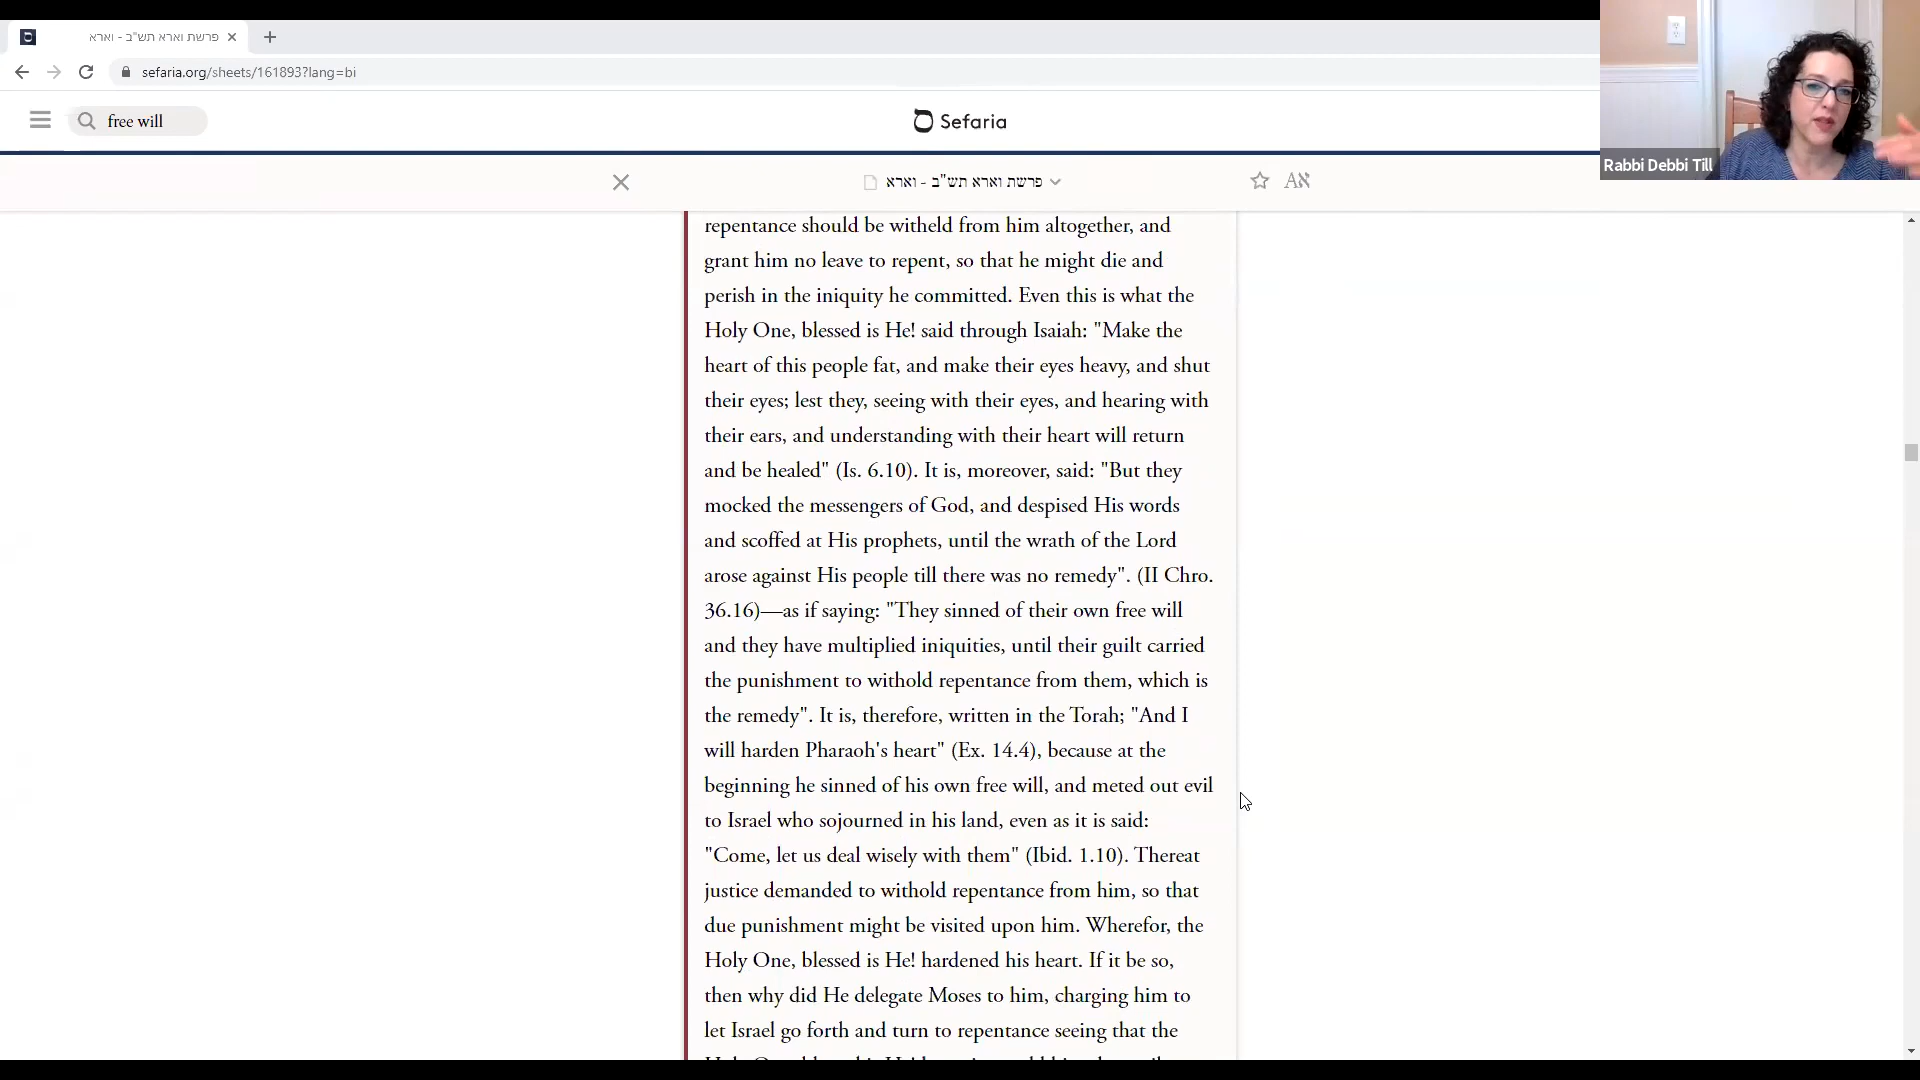 פרשת וארא תש"ב - וארא
sefaria.org/sheets/161893?lang=bi
free will
Sefaria
Rabbi Debbi Till
פרשת וארא תש"ב - וארא
repentance should be witheld from him altogether, and
grant him no leave to repent, so that he might die and
perish in the iniquity he committed. Even this is what the
Holy One, blessed is He! said through Isaiah: "Make the
heart of this people fat, and make their eyes heavy, and shut
their eyes; lest they, seeing with their eyes, and hearing with
their ears, and understanding with their heart will return
and be healed" (Is. 6.10). It is, moreover, said: "But they
mocked the messengers of God, and despised His words
and scoffed at His prophets, until the wrath of the Lord
arose against His people till there was no remedy". (II Chro.
36.16)—as if saying: "They sinned of their own free will
and they have multiplied iniquities, until their guilt carried
the punishment to withold repentance from them, which is
the remedy". It is, therefore, written in the Torah; "And I
will harden Pharaoh's heart" (Ex. 14.4), because at the
beginning he sinned of his own free will, and meted out evil
to Israel who sojourned in his land, even as it is said:
"Come, let us deal wisely with them" (Ibid. 1.10). Thereat
justice demanded to withold repentance from him, so that
due punishment might be visited upon him. Wherefor, the
Holy One, blessed is He! hardened his heart. If it be so,
then why did He delegate Moses to him, charging him to
let Israel go forth and turn to repentance seeing that the